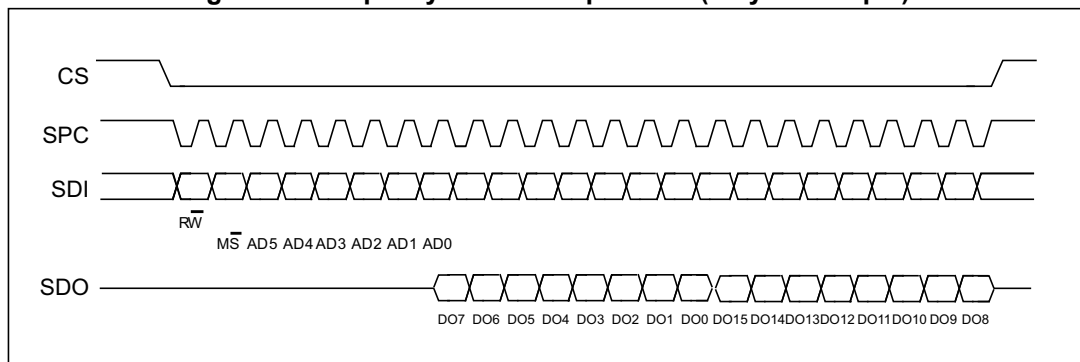 CS
SPC
SDI
RW
MS AD5 AD4 AD3 AD2 AD1 AD0
SDO
DO7 DO6 DO5 DO4 DO3 DO2 DO1 DO0 DO15 DO14 DO13 DO12 DO11 DO10 DO9 DO8